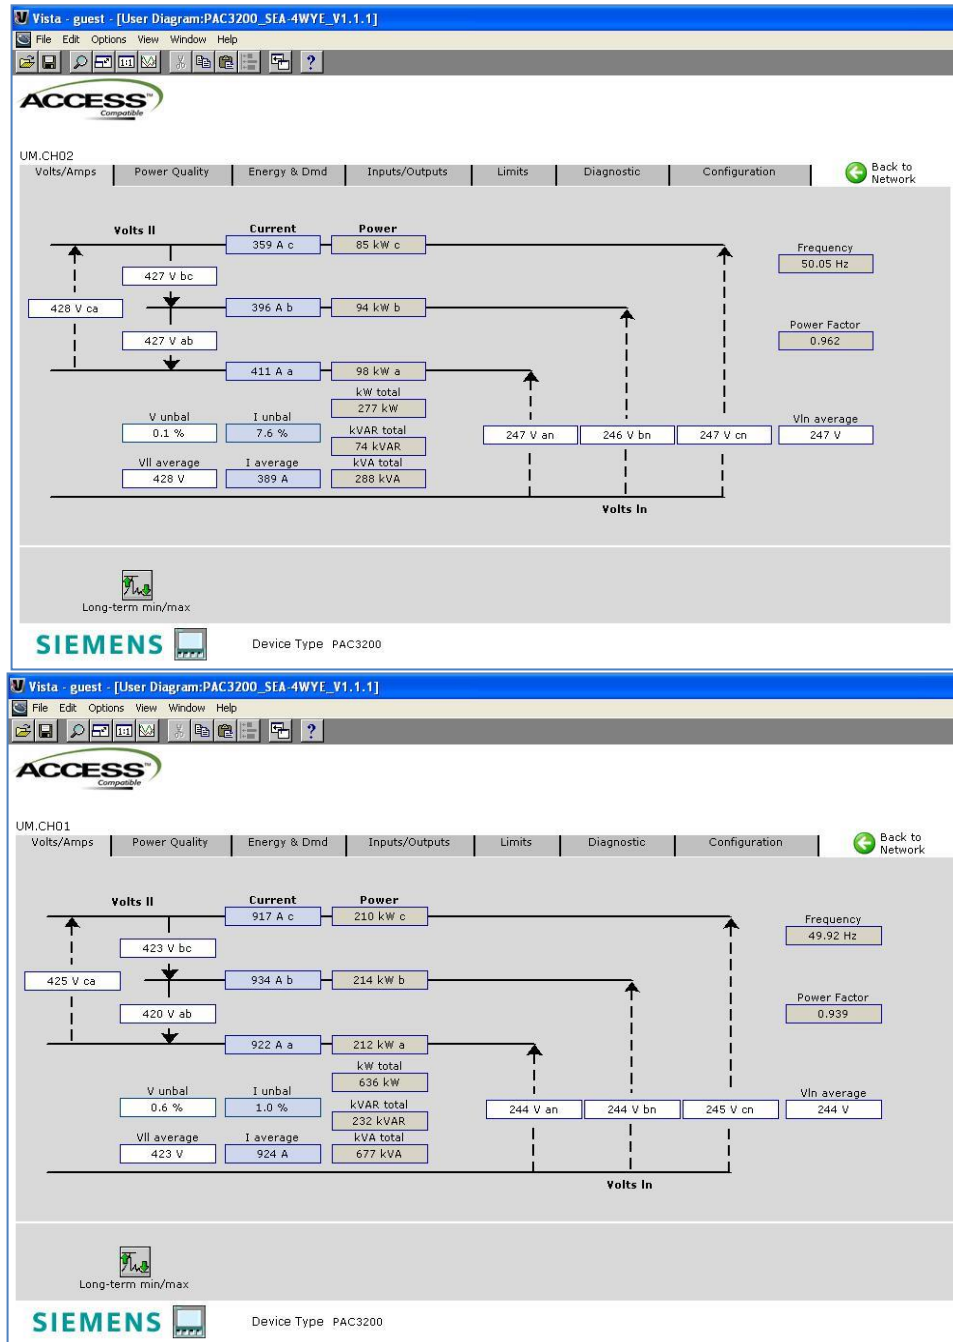 Vista - guest - [User Diagram:PAC3200_SEA-4WYE_V1.1.1]
File Edit Options View Window Help
1:1 ?
ACCESS™
Compatible
UM.CH02
Volts/Amps Power Quality Energy & Dmd Inputs/Outputs Limits Diagnostic Configuration Back to
Network
Volts ll Current Power
359 A c 85 kW c
Frequency
50.05 Hz
427 V bc
428 V ca 396 A b 94 kW b
Power Factor
0.962
427 V ab
411 A a 98 kW a
kW total
277 kW
V unbal I unbal
0.1 % 7.6 %
kVAR total
74 kVAR
247 V an 246 V bn 247 V cn
Vln average
247 V
Vll average I average kVA total
428 V 389 A 288 kVA
Volts ln
Long-term min/max
SIEMENS Device Type PAC3200
Vista - guest - [User Diagram:PAC3200_SEA-4WYE_V1.1.1]
File Edit Options View Window Help
1:1 ?
ACCESS™
Compatible
UM.CH01
Volts/Amps Power Quality Energy & Dmd Inputs/Outputs Limits Diagnostic Configuration Back to
Network
Volts ll Current Power
917 A c 210 kW c
Frequency
49.92 Hz
423 V bc
425 V ca 934 A b 214 kW b
Power Factor
0.939
420 V ab
922 A a 212 kW a
kW total
636 kW
V unbal I unbal
0.6 % 1.0 %
kVAR total
232 kVAR
244 V an 244 V bn 245 V cn
Vln average
244 V
Vll average I average kVA total
423 V 924 A 677 kVA
Volts ln
Long-term min/max
SIEMENS Device Type PAC3200